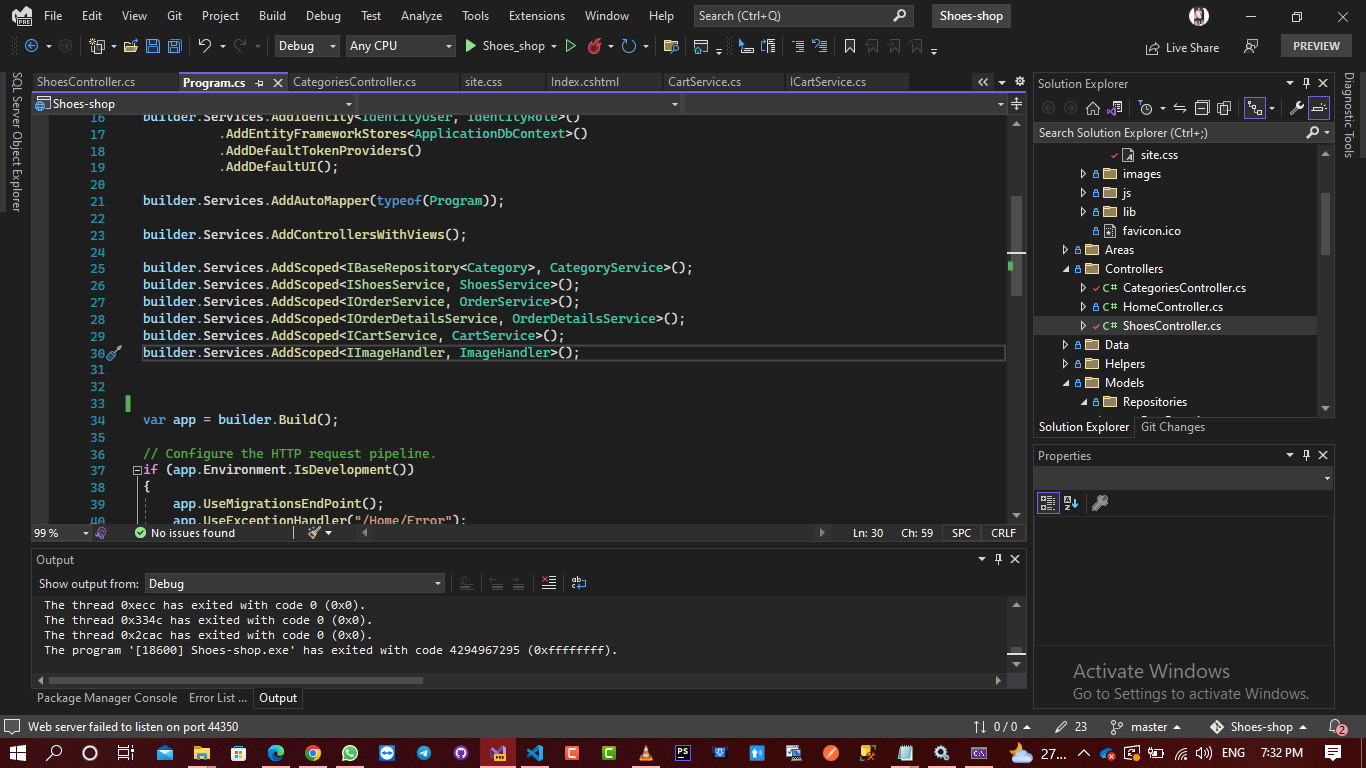 File Edit View Git Project Build Debug Test Analyze Tools Extensions Window Help Search (Ctrl+Q) Shoes-shop
PRE
Debug Any CPU Shoes_shop Live Share PREVIEW
SQL Server Object Explorer
ShoesController.cs Program.cs CategoriesController.cs site.css Index.cshtml CartService.cs ICartService.cs
Shoes-shop
16 builder.Services.AddIdentity<IdentityUser, IdentityRole>()
17 .AddEntityFrameworkStores<ApplicationDbContext>()
18 .AddDefaultTokenProviders()
19 .AddDefaultUI();
20
21 builder.Services.AddAutoMapper(typeof(Program));
22
23 builder.Services.AddControllersWithViews();
24
25 builder.Services.AddScoped<IBaseRepository<Category>, CategoryService>();
26 builder.Services.AddScoped<IShoesService, ShoesService>();
27 builder.Services.AddScoped<IOrderService, OrderService>();
28 builder.Services.AddScoped<IOrderDetailsService, OrderDetailsService>();
29 builder.Services.AddScoped<ICartService, CartService>();
30 builder.Services.AddScoped<IImageHandler, ImageHandler>();
31
32
33
34 var app = builder.Build();
35
36 // Configure the HTTP request pipeline.
37 if (app.Environment.IsDevelopment())
38 {
39 app.UseMigrationsEndPoint();
40 app.UseExceptionHandler("/Home/Error");
99 % No issues found Ln: 30 Ch: 59 SPC CRLF
Output
Show output from: Debug
The thread 0xecc has exited with code 0 (0x0).
The thread 0x334c has exited with code 0 (0x0).
The thread 0x2cac has exited with code 0 (0x0).
The program '[18600] Shoes-shop.exe' has exited with code 4294967295 (0xffffffff).
Package Manager Console Error List ... Output
Solution Explorer
Search Solution Explorer (Ctrl+;)
site.css
images
js
lib
favicon.ico
Areas
Controllers
C# CategoriesController.cs
C# HomeController.cs
C# ShoesController.cs
Data
Helpers
Models
Repositories
Solution Explorer Git Changes
Properties
Diagnostic Tools
Activate Windows
Go to Settings to activate Windows.
Web server failed to listen on port 44350 0 / 0 23 master Shoes-shop 2
PRE PS 27... ENG 7:32 PM